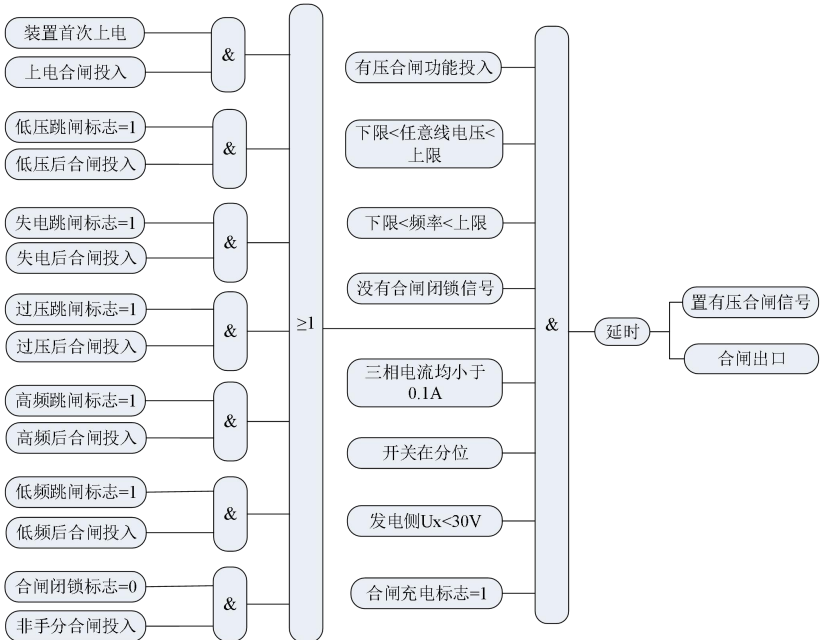 装置首次上电
上电合闸投入
&
低压跳闸标志=1
低压后合闸投入
&
失电跳闸标志=1
失电后合闸投入
&
过压跳闸标志=1
过压后合闸投入
&
高频跳闸标志=1
高频后合闸投入
&
低频跳闸标志=1
低频后合闸投入
&
合闸闭锁标志=0
非手分合闸投入
&
≥1
有压合闸功能投入
下限<任意线电压<
上限
下限<频率<上限
没有合闸闭锁信号
三相电流均小于
0.1A
开关在分位
发电侧Ux<30V
合闸充电标志=1
&
延时
置有压合闸信号
合闸出口